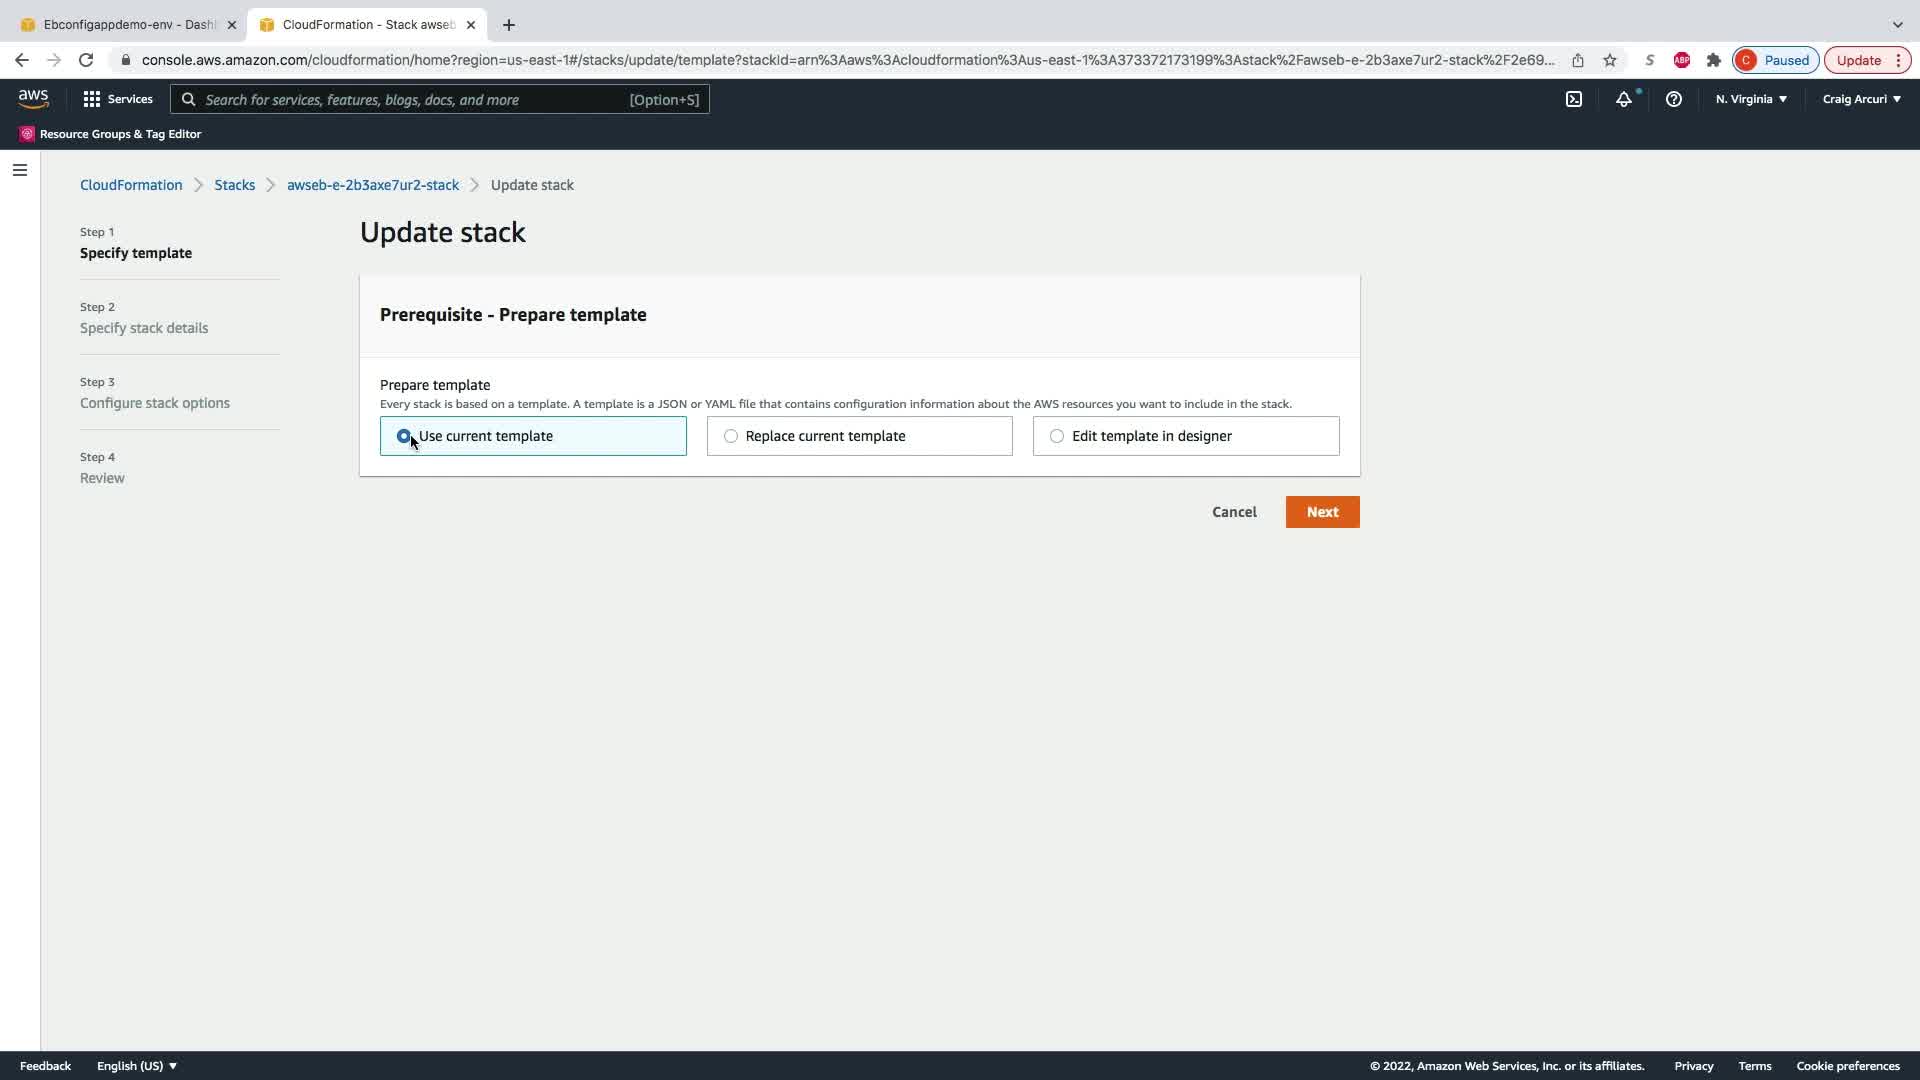 Ebconfigappdemo-env - Dash
CloudFormation - Stack awseb
console.aws.amazon.com/cloudformation/home?region=us-east-1#/stacks/update/template?stackId=arn%3Aaws%3Acloudformation%3Aus-east-1%3A373372173199%3Astack%2Fawseb-e-2b3axe7ur2-stack%2F2e69...
S
ABP
C Paused
Update
aws
Services
Search for services, features, blogs, docs, and more [Option+S]
N. Virginia
Craig Arcuri
Resource Groups & Tag Editor
CloudFormation > Stacks > awseb-e-2b3axe7ur2-stack > Update stack
Step 1
Specify template
Step 2
Specify stack details
Step 3
Configure stack options
Step 4
Review
Update stack
Prerequisite - Prepare template
Prepare template
Every stack is based on a template. A template is a JSON or YAML file that contains configuration information about the AWS resources you want to include in the stack.
Use current template
Replace current template
Edit template in designer
Cancel
Next
Feedback
English (US)
© 2022, Amazon Web Services, Inc. or its affiliates.
Privacy
Terms
Cookie preferences